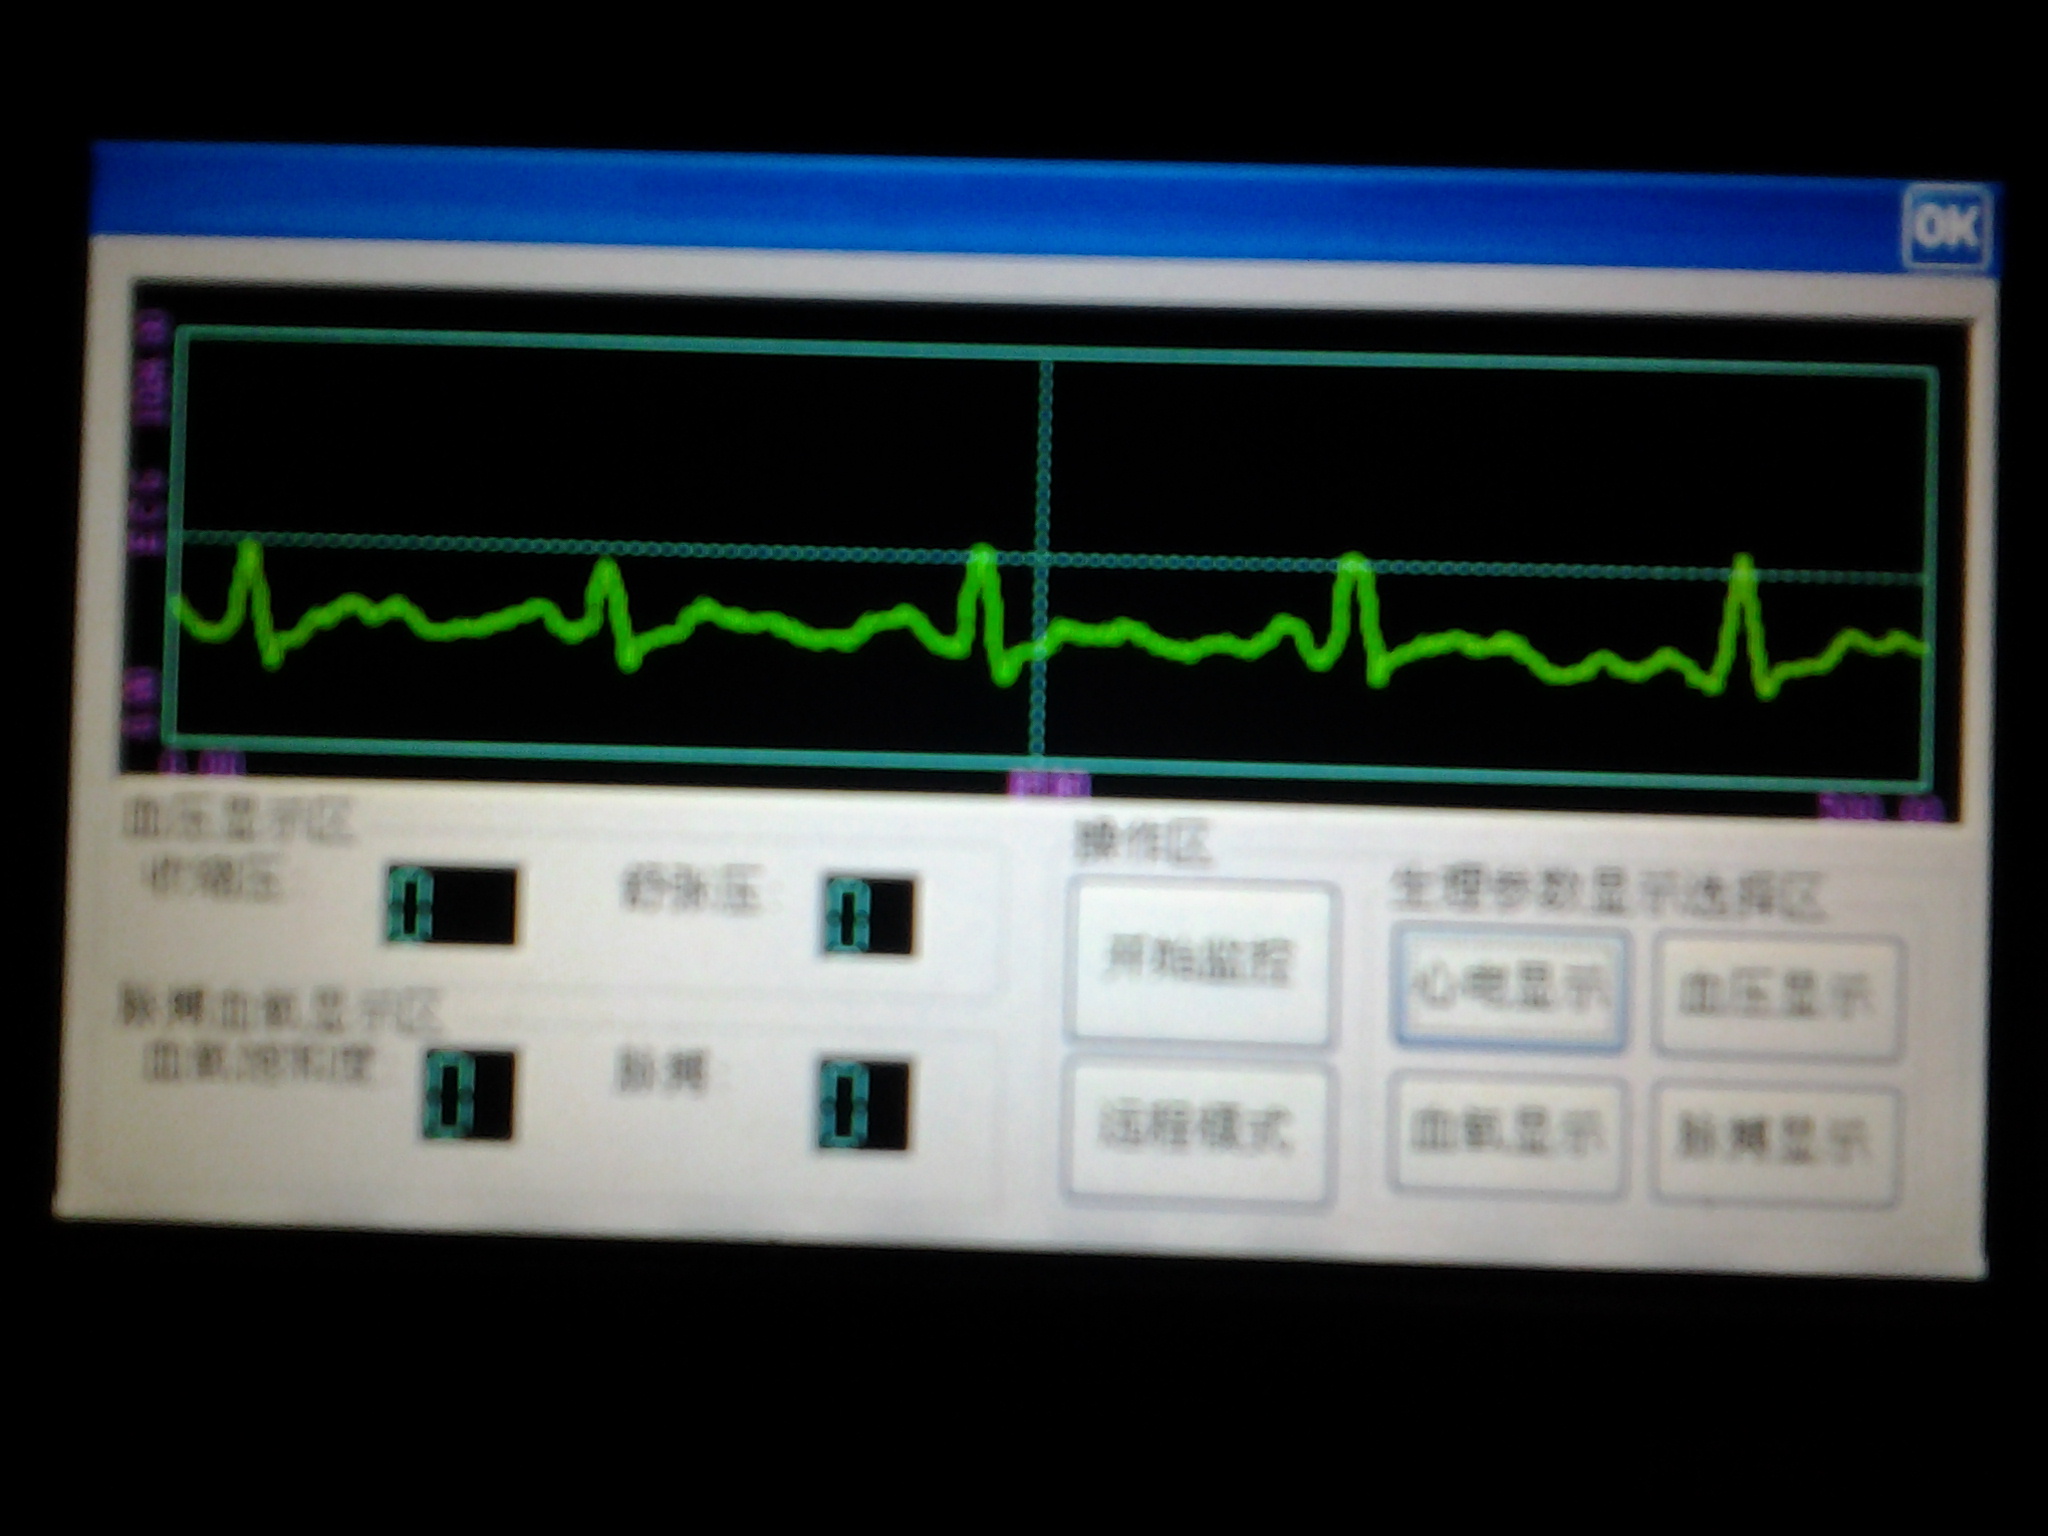 OK
ECG
血压显示区
收缩压 0 舒张压 0
脉搏血氧显示区
血氧饱和度 0 脉搏 0
操作区
开始监控
远程模式
生理参数显示选择区
心电显示 血压显示
血氧显示 脉搏显示